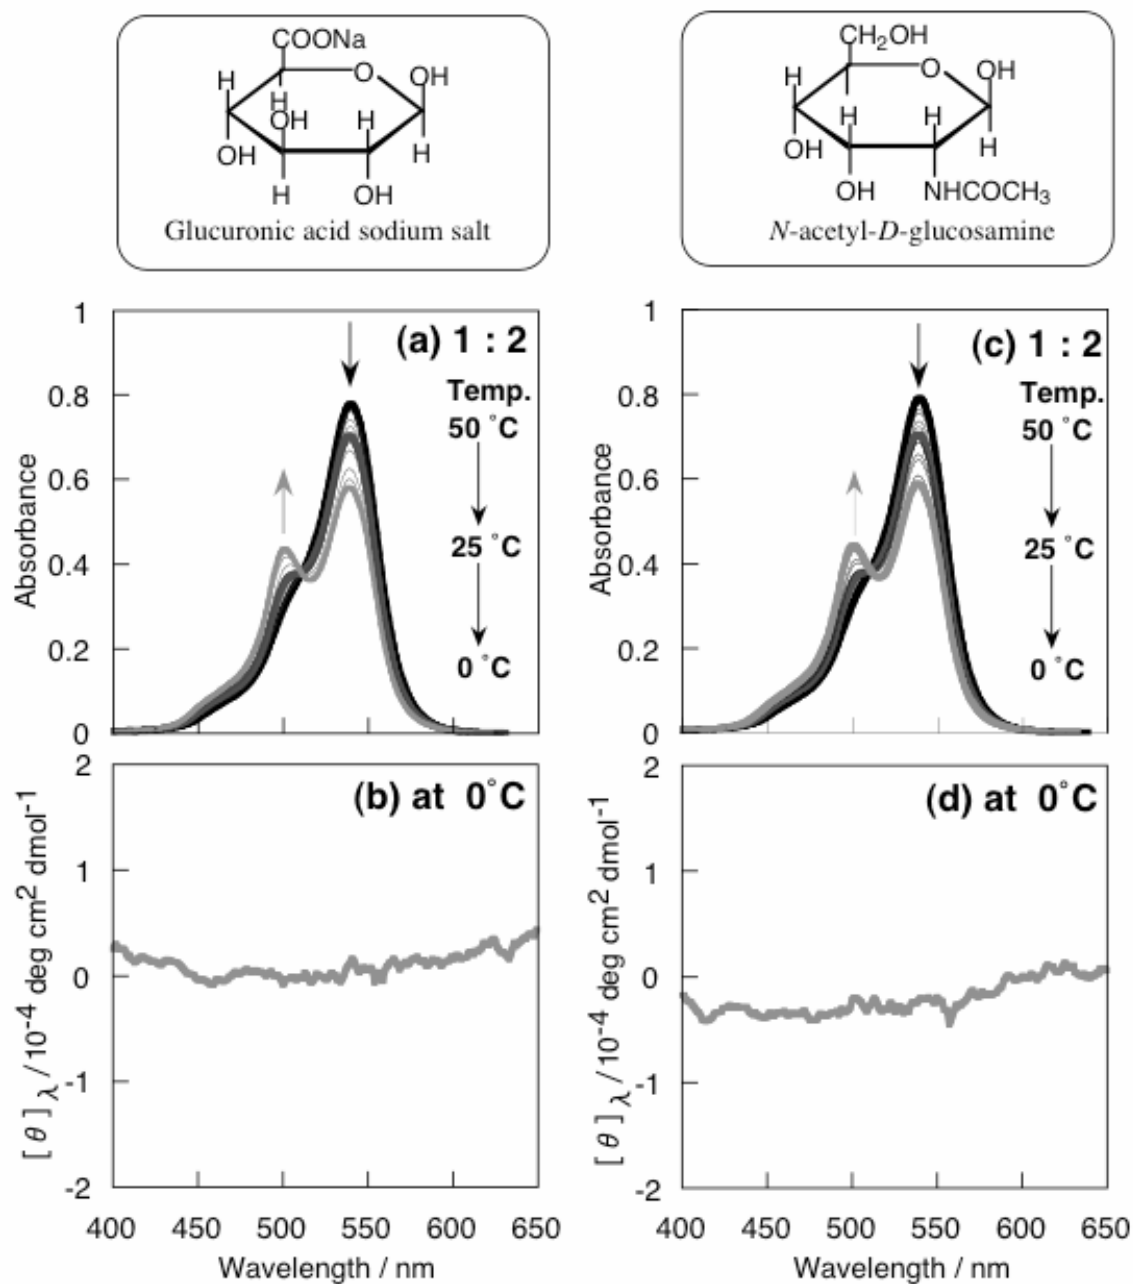 COONa
H
O
OH
H
OH
H
OH
H
H
OH
Glucuronic acid sodium salt
CH₂OH
H
O
OH
H
H
OH
H
OH
NHCOCH₃
N-acetyl-D-glucosamine
1
0.8
0.6
0.4
0.2
0
Absorbance
(a) 1 : 2
Temp.
50 °C
25 °C
0 °C
1
0.8
0.6
0.4
0.2
0
Absorbance
(c) 1 : 2
Temp.
50 °C
25 °C
0 °C
2
1
0
-1
-2
[ θ ] λ / 10⁻⁴ deg cm² dmol⁻¹
(b) at 0°C
400 450 500 550 600 650
Wavelength / nm
2
1
0
-1
-2
[ θ ] λ / 10⁻⁴ deg cm² dmol⁻¹
(d) at 0°C
400 450 500 550 600 650
Wavelength / nm